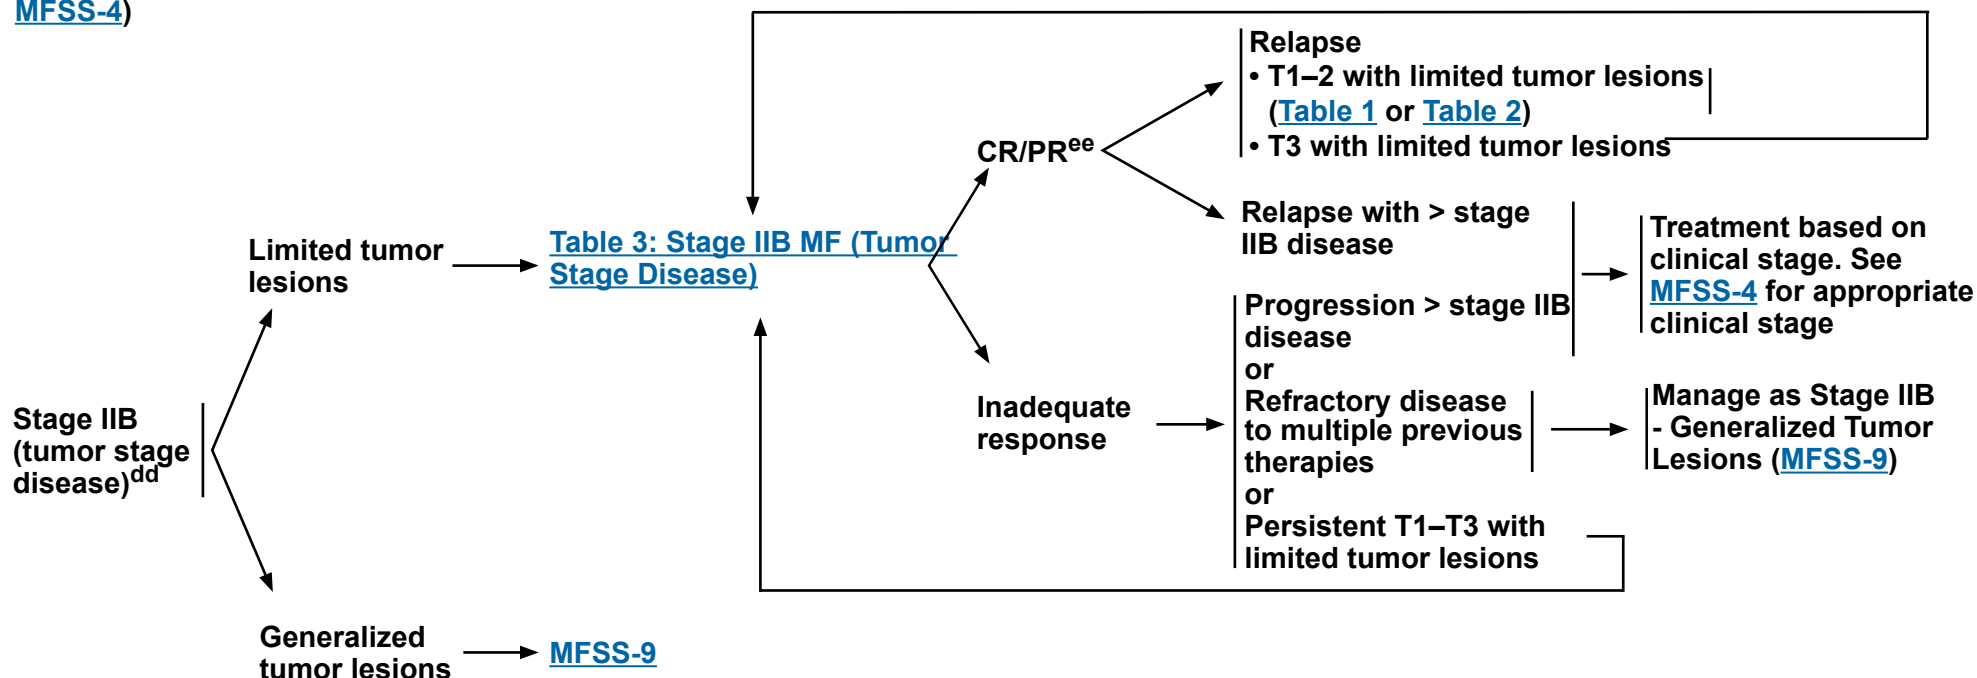 MFSS-4)
Relapse
• T1–2 with limited tumor lesions
(Table 1 or Table 2)
• T3 with limited tumor lesions
CR/PRee
Relapse with > stage
IIB disease
Treatment based on
clinical stage. See
MFSS-4 for appropriate
clinical stage
Limited tumor
lesions
Table 3: Stage IIB MF (Tumor
Stage Disease)
Progression > stage IIB
disease
or
Refractory disease
to multiple previous
therapies
or
Persistent T1–T3 with
limited tumor lesions
Manage as Stage IIB
- Generalized Tumor
Lesions (MFSS-9)
Inadequate
response
Stage IIB
(tumor stage
disease)dd
Generalized
tumor lesions
MFSS-9